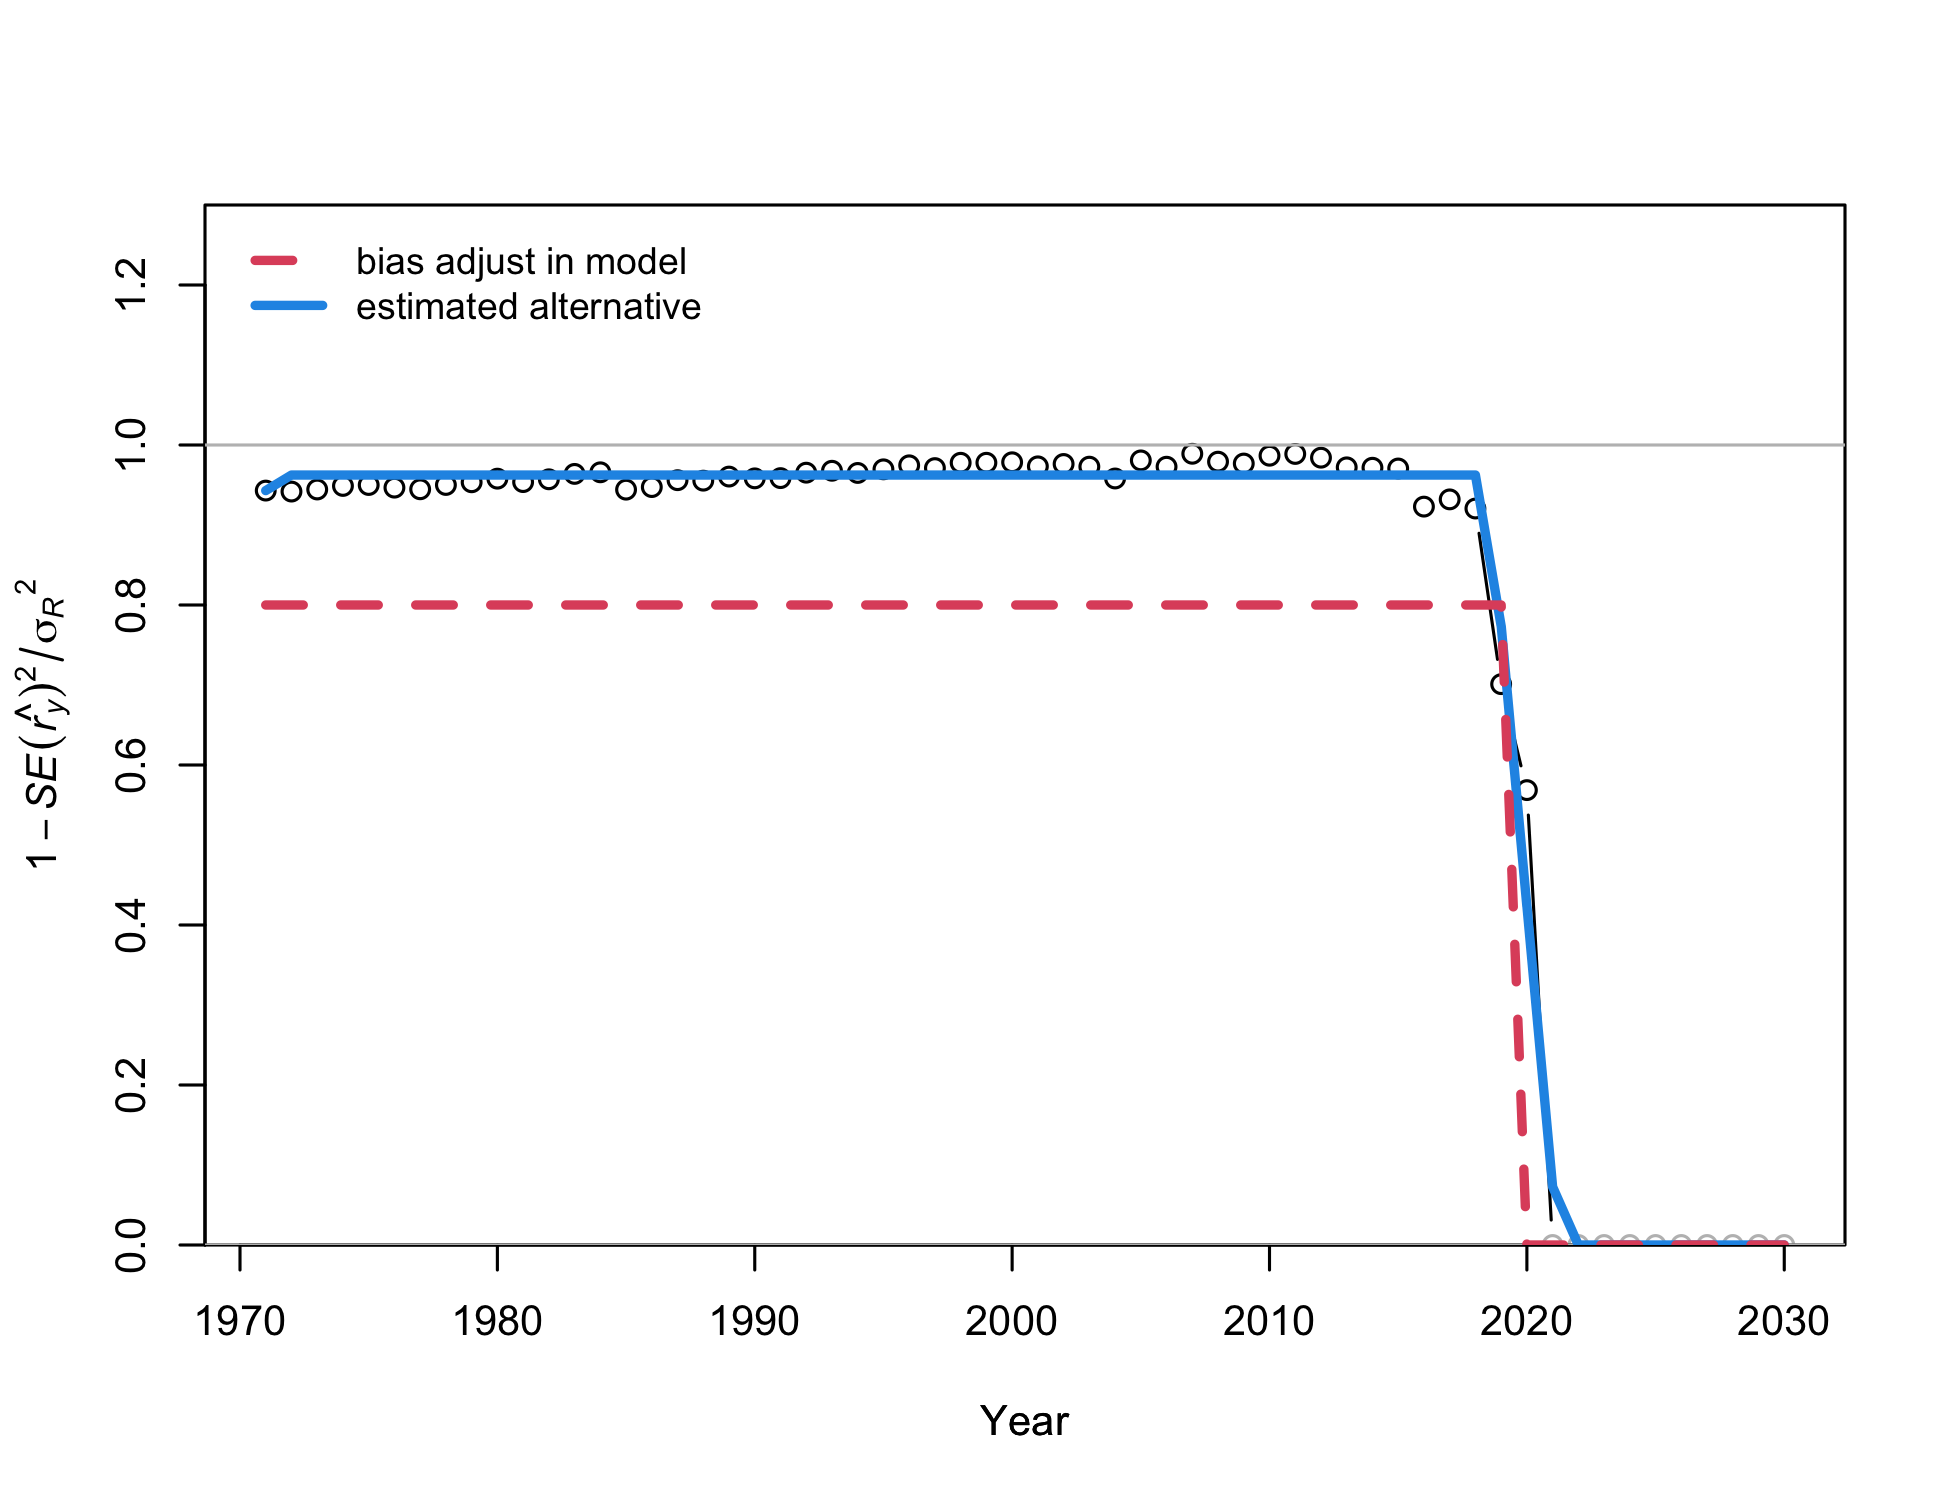 bias adjust in model
estimated alternative
1 − SE(r̂y)²/σR²
1.2
1.0
0.8
0.6
0.4
0.2
0.0
1970 1980 1990 2000 2010 2020 2030
Year